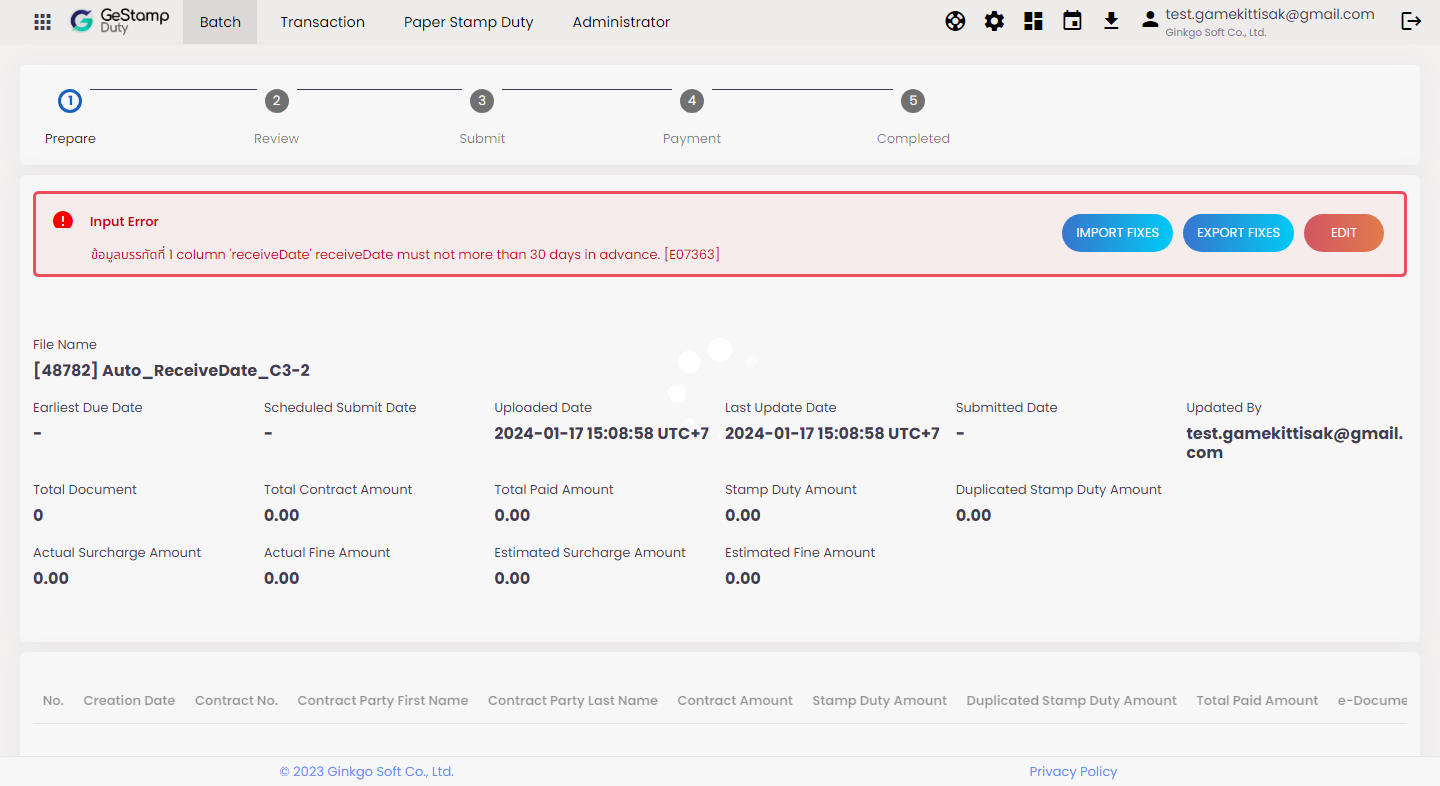 GeStamp
Duty
Batch
Transaction
Paper Stamp Duty
Administrator
test.gamekittisak@gmail.com
Ginkgo Soft Co., Ltd.
1
2
3
4
5
Prepare
Review
Submit
Payment
Completed
Input Error
ข้อมูลบรรทัดที่ 1 column 'receiveDate' receiveDate must not more than 30 days in advance. [E07363]
IMPORT FIXES
EXPORT FIXES
EDIT
File Name
[48782] Auto_ReceiveDate_C3-2
Earliest Due Date
Scheduled Submit Date
Uploaded Date
Last Update Date
Submitted Date
Updated By
-
-
2024-01-17 15:08:58 UTC+7
2024-01-17 15:08:58 UTC+7
-
test.gamekittisak@gmail.
com
Total Document
Total Contract Amount
Total Paid Amount
Stamp Duty Amount
Duplicated Stamp Duty Amount
0
0.00
0.00
0.00
0.00
Actual Surcharge Amount
Actual Fine Amount
Estimated Surcharge Amount
Estimated Fine Amount
0.00
0.00
0.00
0.00
No.
Creation Date
Contract No.
Contract Party First Name
Contract Party Last Name
Contract Amount
Stamp Duty Amount
Duplicated Stamp Duty Amount
Total Paid Amount
e-Docume
© 2023 Ginkgo Soft Co., Ltd.
Privacy Policy